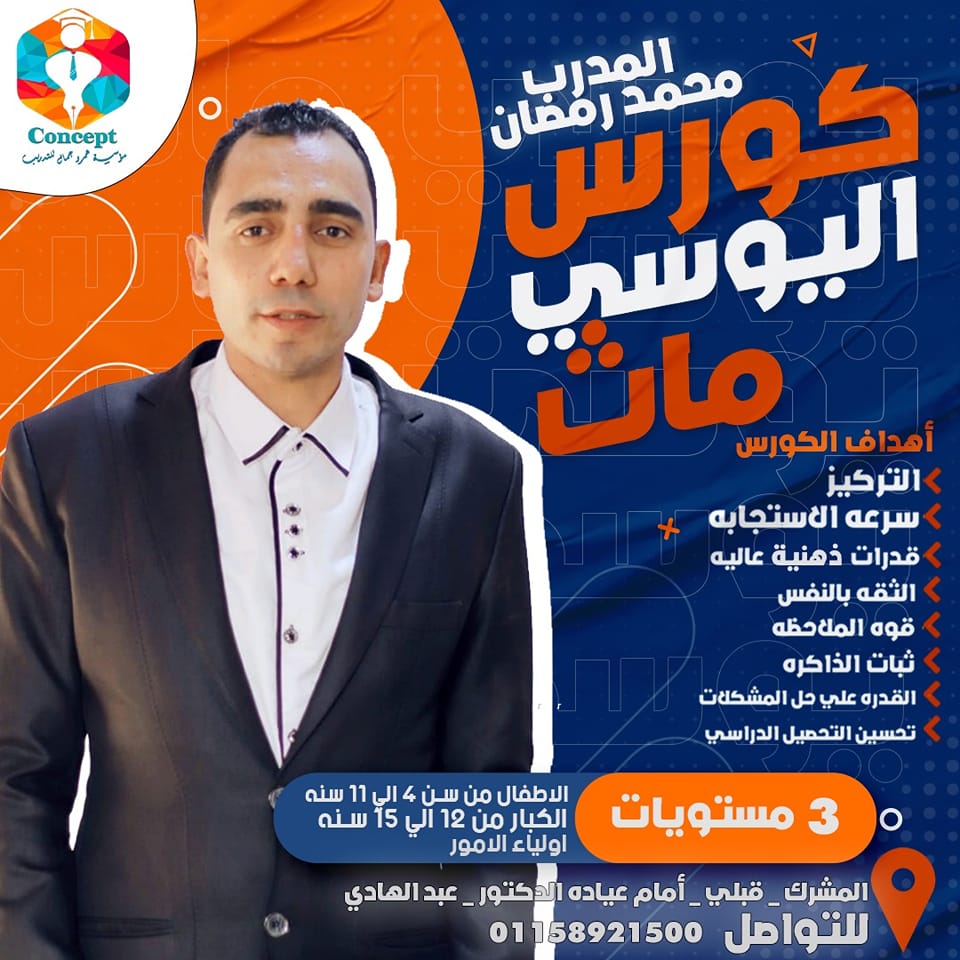 Concept
المدرب
محمد رمضان
كورس
اليوسي
ماث
أهداف الكورس
التركيز
سرعه الاستجابه
قدرات ذهنية عاليه
الثقه بالنفس
قوه الملاحظه
ثبات الذاكره
القدره علي حل المشكلات
تحسين التحصيل الدراسي
3 مستويات
الاطفال من سن 4 الي 11 سنه
الكبار من 12 الي 15 سنه
اولياء الامور
المشرك _ قبلي _ أمام عياده الدكتور _ عبد الهادي
للتواصل 01158921500